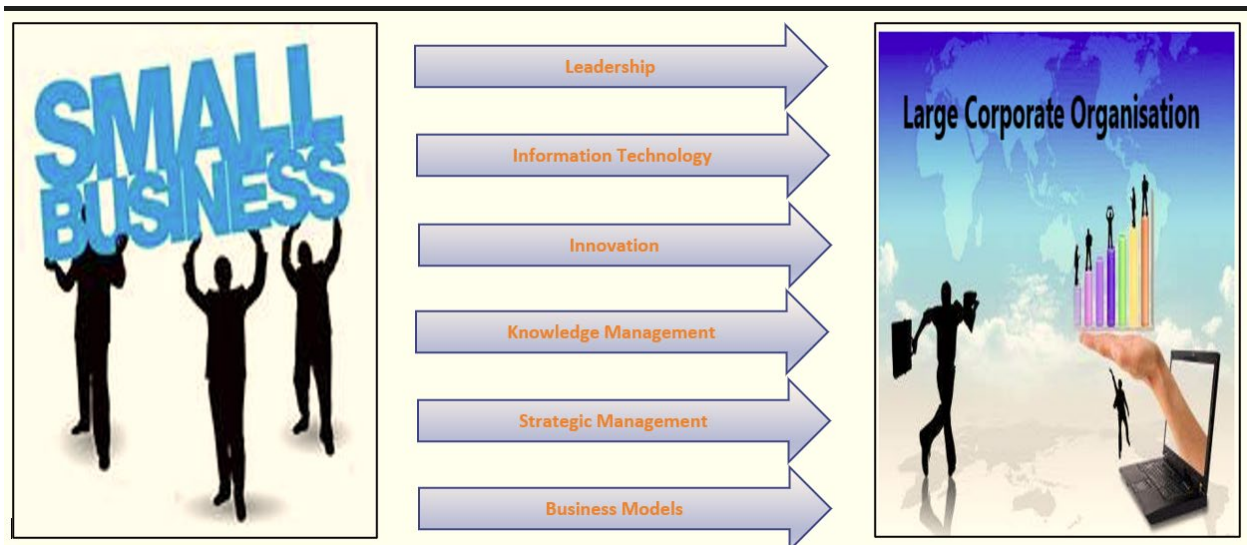 SMALL
BUSINESS
Leadership
Information Technology
Innovation
Knowledge Management
Strategic Management
Business Models
Large Corporate Organisation